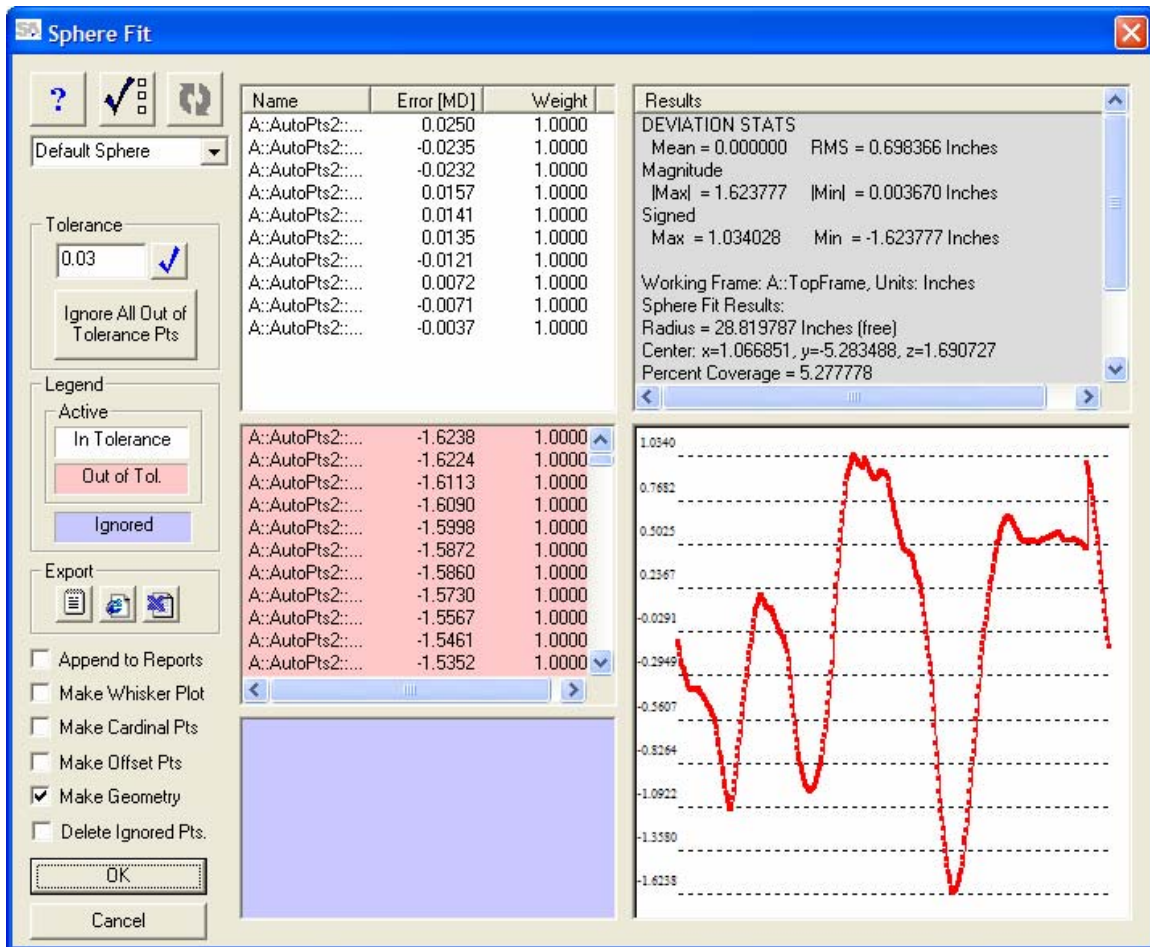 SA Sphere Fit
?
Default Sphere
Tolerance
0.03
Ignore All Out of
Tolerance Pts
Legend
Active
In Tolerance
Out of Tol.
Ignored
Export
Append to Reports
Make Whisker Plot
Make Cardinal Pts
Make Offset Pts
Make Geometry
Delete Ignored Pts.
OK
Cancel
Name Error [MD] Weight
A::AutoPts2::... 0.0250 1.0000
A::AutoPts2::... -0.0235 1.0000
A::AutoPts2::... -0.0232 1.0000
A::AutoPts2::... 0.0157 1.0000
A::AutoPts2::... 0.0141 1.0000
A::AutoPts2::... 0.0135 1.0000
A::AutoPts2::... -0.0121 1.0000
A::AutoPts2::... 0.0072 1.0000
A::AutoPts2::... -0.0071 1.0000
A::AutoPts2::... -0.0037 1.0000
A::AutoPts2::... -1.6238 1.0000
A::AutoPts2::... -1.6224 1.0000
A::AutoPts2::... -1.6113 1.0000
A::AutoPts2::... -1.6090 1.0000
A::AutoPts2::... -1.5998 1.0000
A::AutoPts2::... -1.5872 1.0000
A::AutoPts2::... -1.5860 1.0000
A::AutoPts2::... -1.5730 1.0000
A::AutoPts2::... -1.5567 1.0000
A::AutoPts2::... -1.5461 1.0000
A::AutoPts2::... -1.5352 1.0000
Results
DEVIATION STATS
Mean = 0.000000 RMS = 0.698366 Inches
Magnitude
|Max| = 1.623777 |Min| = 0.003670 Inches
Signed
Max = 1.034028 Min = -1.623777 Inches
Working Frame: A::TopFrame, Units: Inches
Sphere Fit Results:
Radius = 28.819787 Inches (free)
Center: x=1.066851, y=-5.283488, z=1.690727
Percent Coverage = 5.277778
1.0340
0.7682
0.5025
0.2367
-0.0291
-0.2949
-0.5607
-0.8264
-1.0922
-1.3580
-1.6238